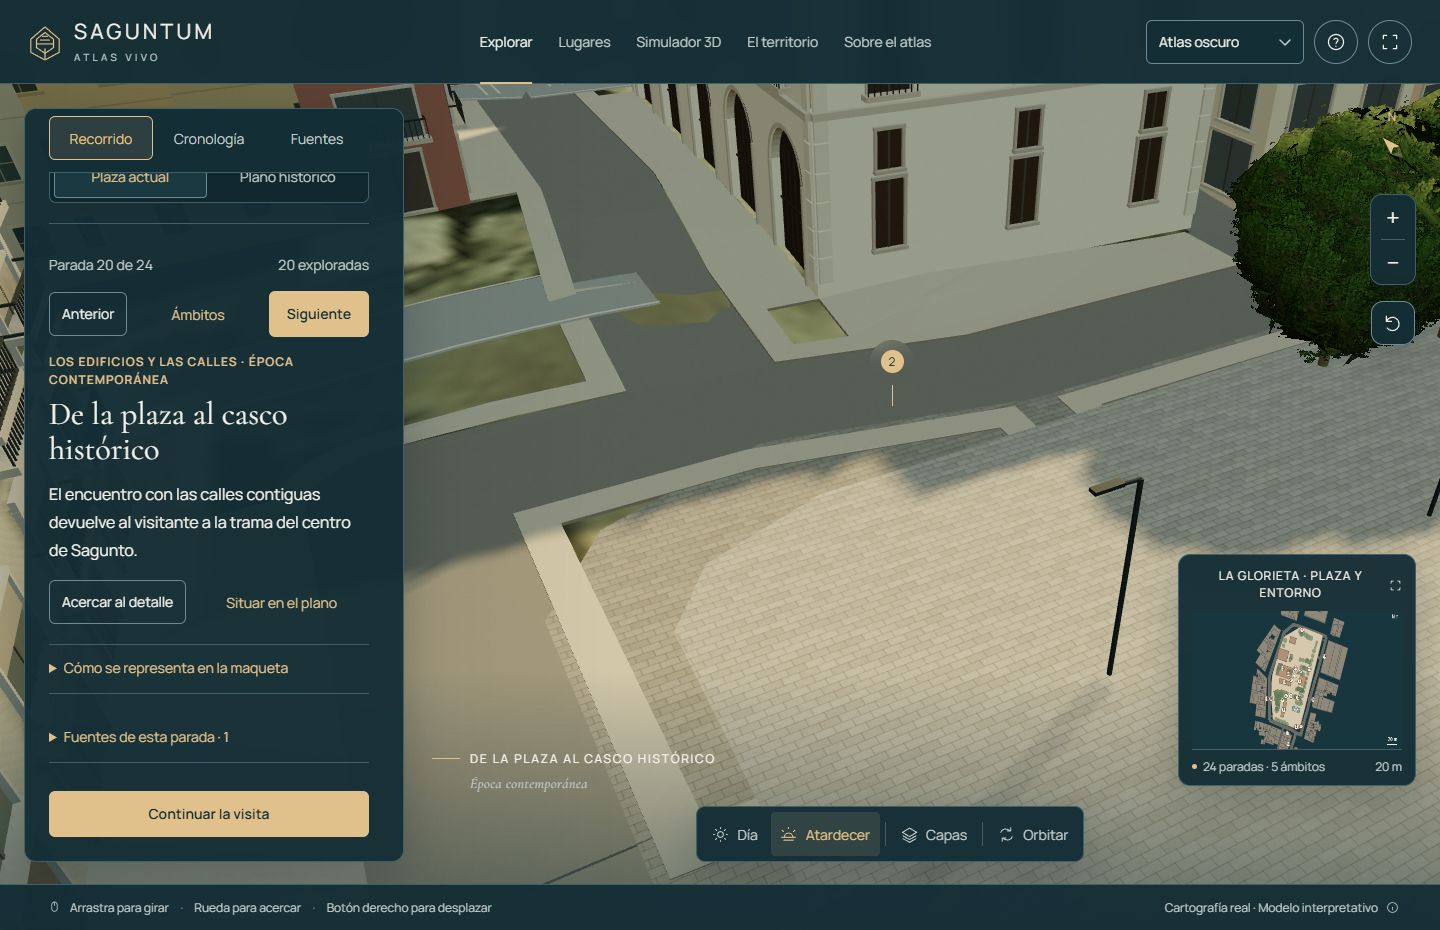 SAGUNTUM
ATLAS VIVO
Explorar
Lugares
Simulador 3D
El territorio
Sobre el atlas
Atlas oscuro
Recorrido
Cronología
Fuentes
Plaza actual
Plano histórico
Parada 20 de 24
20 exploradas
Anterior
Ámbitos
Siguiente
LOS EDIFICIOS Y LAS CALLES · ÉPOCA
CONTEMPORÁNEA
De la plaza al casco
histórico
El encuentro con las calles contiguas
devuelve al visitante a la trama del centro
de Sagunto.
Acercar al detalle
Situar en el plano
Cómo se representa en la maqueta
Fuentes de esta parada · 1
Continuar la visita
N
+
−
2
DE LA PLAZA AL CASCO HISTÓRICO
Época contemporánea
LA GLORIETA · PLAZA Y
ENTORNO
24 paradas · 5 ámbitos
20 m
Día
Atardecer
Capas
Orbitar
Arrastra para girar · Rueda para acercar · Botón derecho para desplazar
Cartografía real · Modelo interpretativo